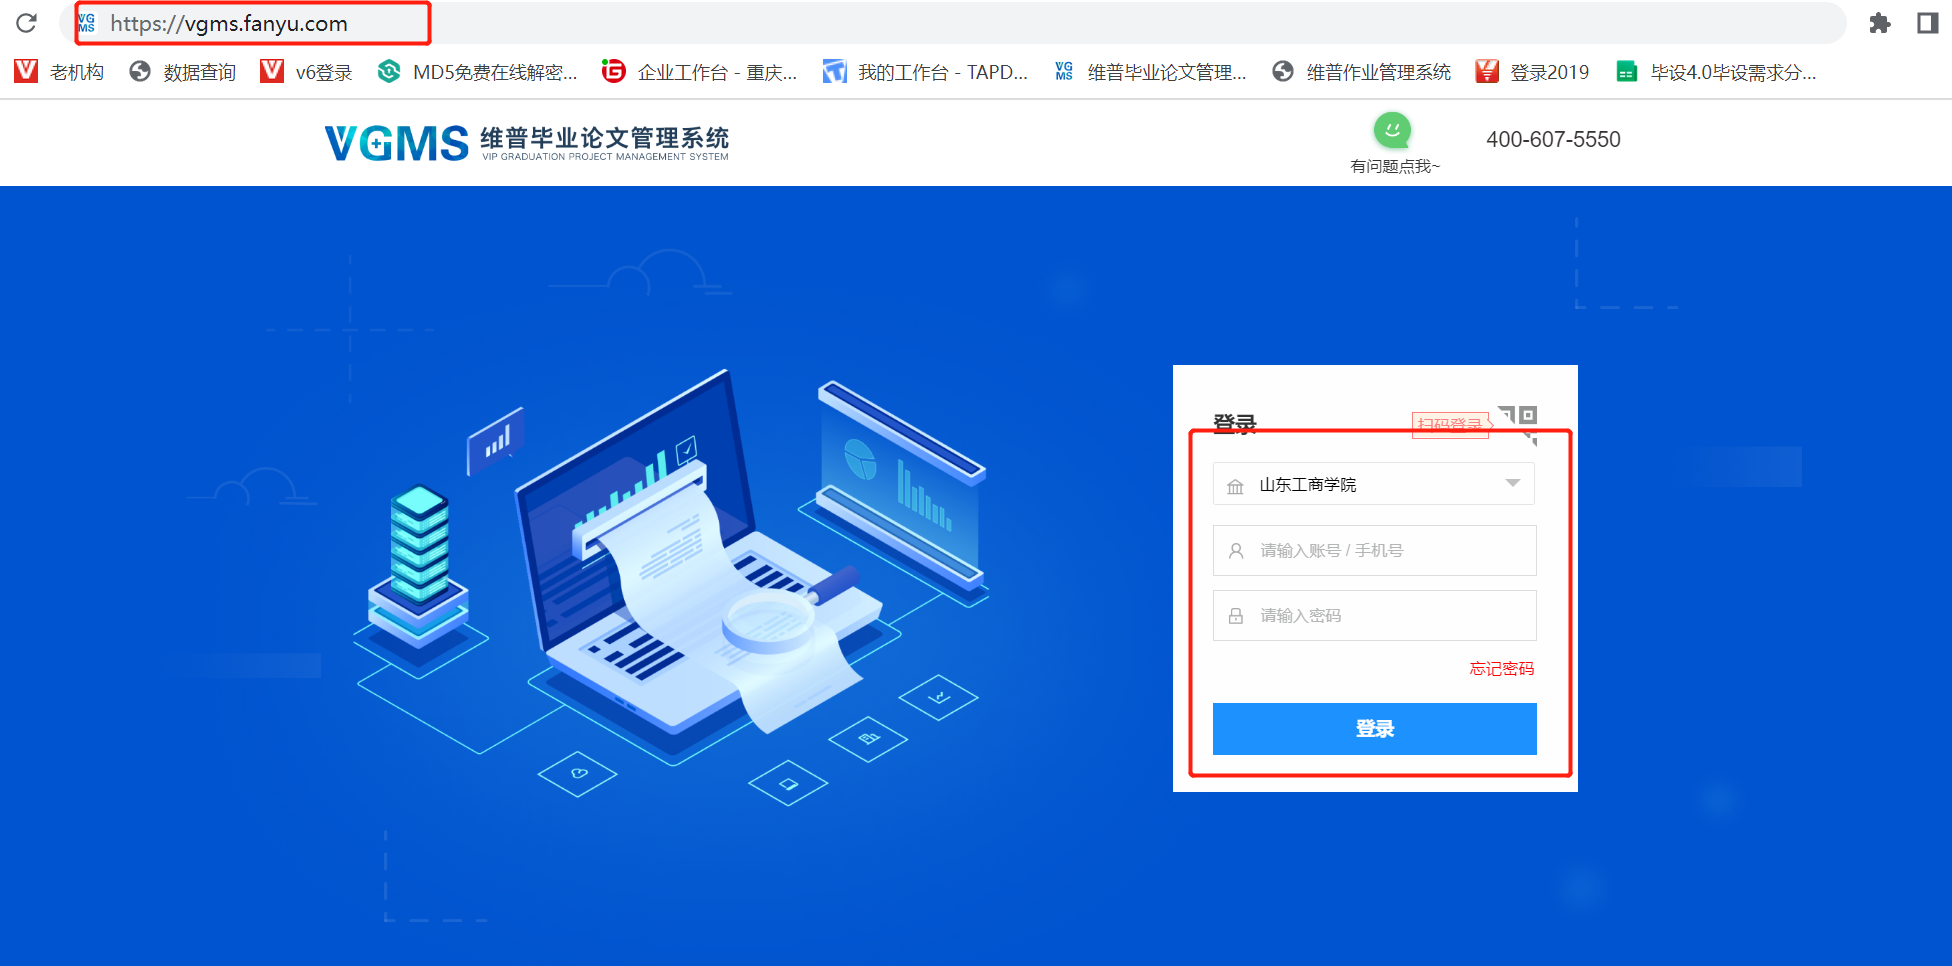 VG
MS
https://vgms.fanyu.com
老机构
数据查询
v6登录
MD5免费在线解密...
企业工作台 - 重庆...
我的工作台 - TAPD...
VG
MS
维普毕业论文管理...
维普作业管理系统
登录2019
毕设4.0毕设需求分...
VGMS 维普毕业论文管理系统
VIP GRADUATION PROJECT MANAGEMENT SYSTEM
有问题点我~
400-607-5550
登录
扫码登录
山东工商学院
请输入账号 / 手机号
请输入密码
忘记密码
登录